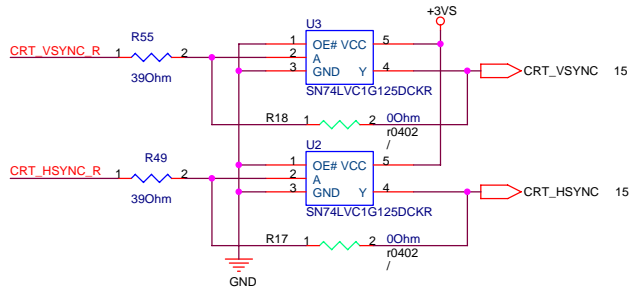 +3VS
U3
R55
CRT_VSYNC_R 1 2
39Ohm
1 OE# VCC 5
2 A
3 GND Y 4
SN74LVC1G125DCKR
CRT_VSYNC 15
R18 1 2 0Ohm
r0402
/
U2
R49
CRT_HSYNC_R 1 2
39Ohm
1 OE# VCC 5
2 A
3 GND Y 4
SN74LVC1G125DCKR
CRT_HSYNC 15
R17 1 2 0Ohm
r0402
/
GND